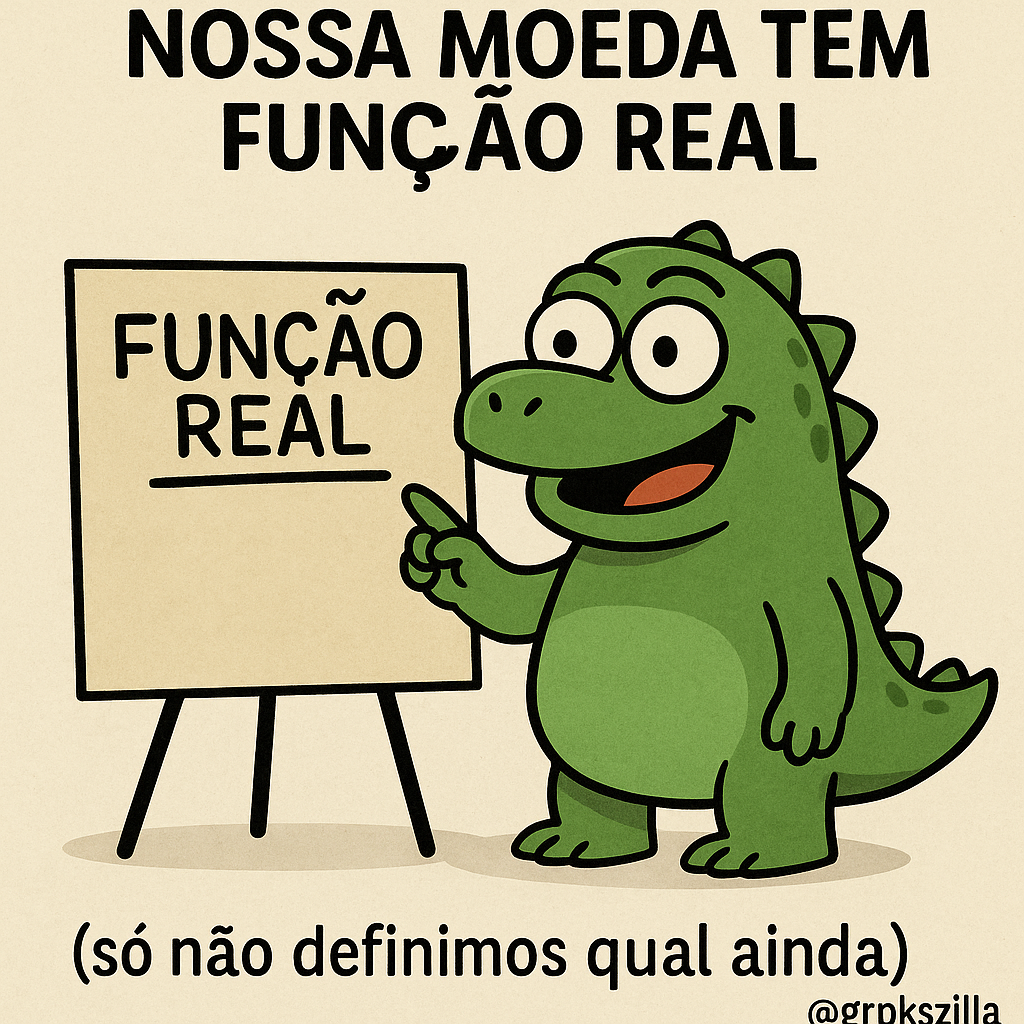 NOSSA MOEDA TEM
FUNÇÃO REAL
FUNÇÃO
REAL
(só não definimos qual ainda)
@grpkszilla